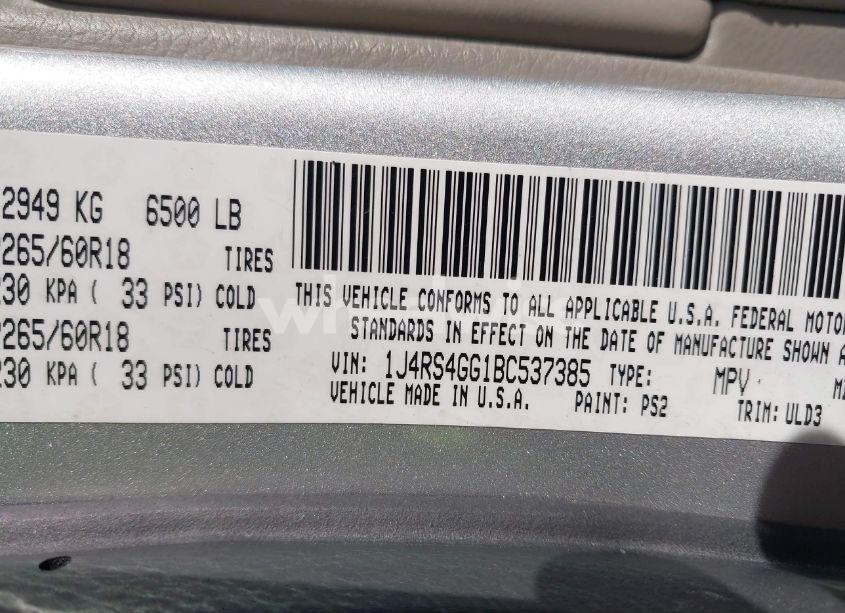 2949 KG 6500 LB
265/60R18 TIRES
230 KPA ( 33 PSI) COLD
265/60R18 TIRES
230 KPA ( 33 PSI) COLD
THIS VEHICLE CONFORMS TO ALL APPLICABLE U.S.A. FEDERAL MOTOR
STANDARDS IN EFFECT ON THE DATE OF MANUFACTURE SHOWN A
VIN: 1J4RS4GG1BC537385 TYPE: MPV
VEHICLE MADE IN U.S.A. PAINT: PS2 TRIM: ULD3